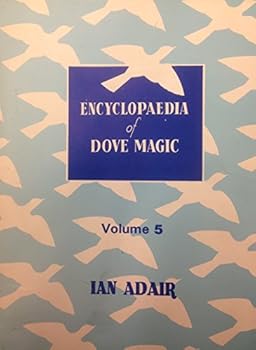 ENCYCLOPAEDIA
of
DOVE MAGIC
Volume 5
IAN ADAIR